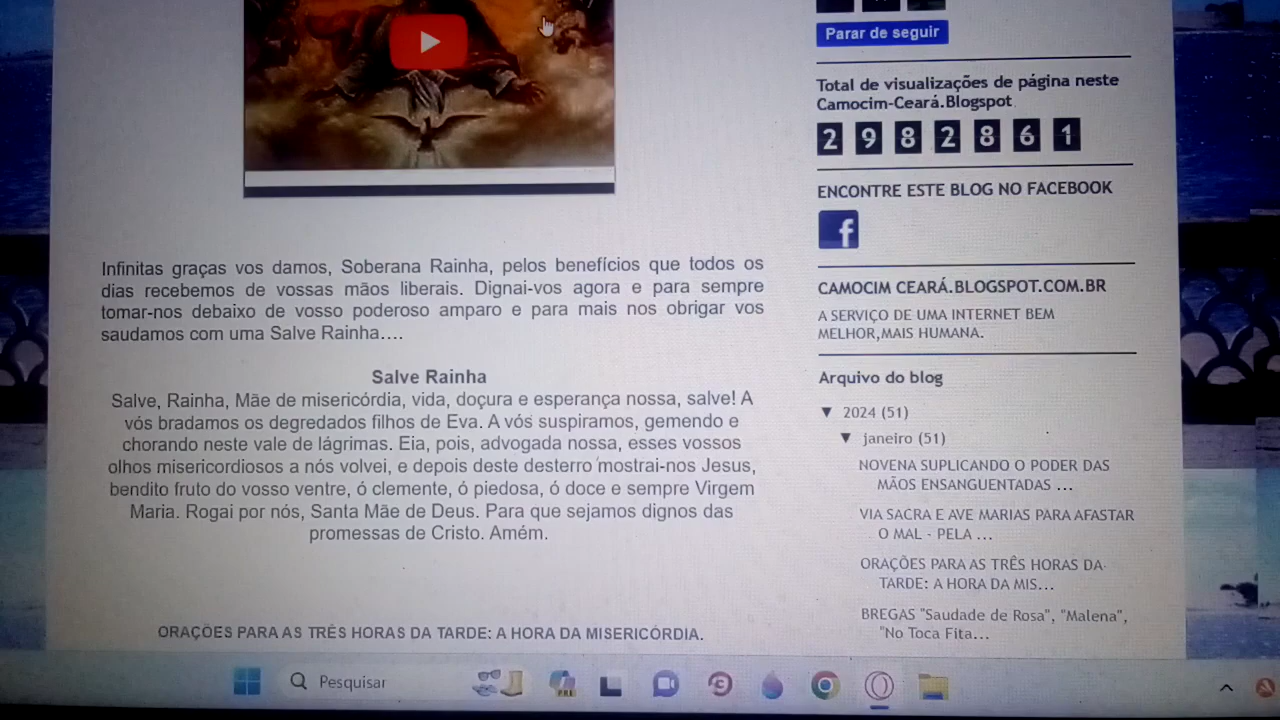 Parar de seguir
Total de visualizações de página neste
Camocim-Ceará.Blogspot
2982861
ENCONTRE ESTE BLOG NO FACEBOOK
f
CAMOCIM CEARÁ.BLOGSPOT.COM.BR
A SERVIÇO DE UMA INTERNET BEM
MELHOR,MAIS HUMANA.
Arquivo do blog
▼ 2024 (51)
▼ janeiro (51)
NOVENA SUPLICANDO O PODER DAS
MÃOS ENSANGUENTADAS ...
VIA SACRA E AVE MARIAS PARA AFASTAR
O MAL - PELA ...
ORAÇÕES PARA AS TRÊS HORAS DA
TARDE: A HORA DA MIS...
BREGAS "Saudade de Rosa", "Malena",
"No Toca Fita...
Infinitas graças vos damos, Soberana Rainha, pelos benefícios que todos os
dias recebemos de vossas mãos liberais. Dignai-vos agora e para sempre
tomar-nos debaixo de vosso poderoso amparo e para mais nos obrigar vos
saudamos com uma Salve Rainha....
Salve Rainha
Salve, Rainha, Mãe de misericórdia, vida, doçura e esperança nossa, salve! A
vós bradamos os degredados filhos de Eva. A vós suspiramos, gemendo e
chorando neste vale de lágrimas. Eia, pois, advogada nossa, esses vossos
olhos misericordiosos a nós volvei, e depois deste desterro mostrai-nos Jesus,
bendito fruto do vosso ventre, ó clemente, ó piedosa, ó doce e sempre Virgem
Maria. Rogai por nós, Santa Mãe de Deus. Para que sejamos dignos das
promessas de Cristo. Amém.
ORAÇÕES PARA AS TRÊS HORAS DA TARDE: A HORA DA MISERICÓRDIA.
Pesquisar
PRE